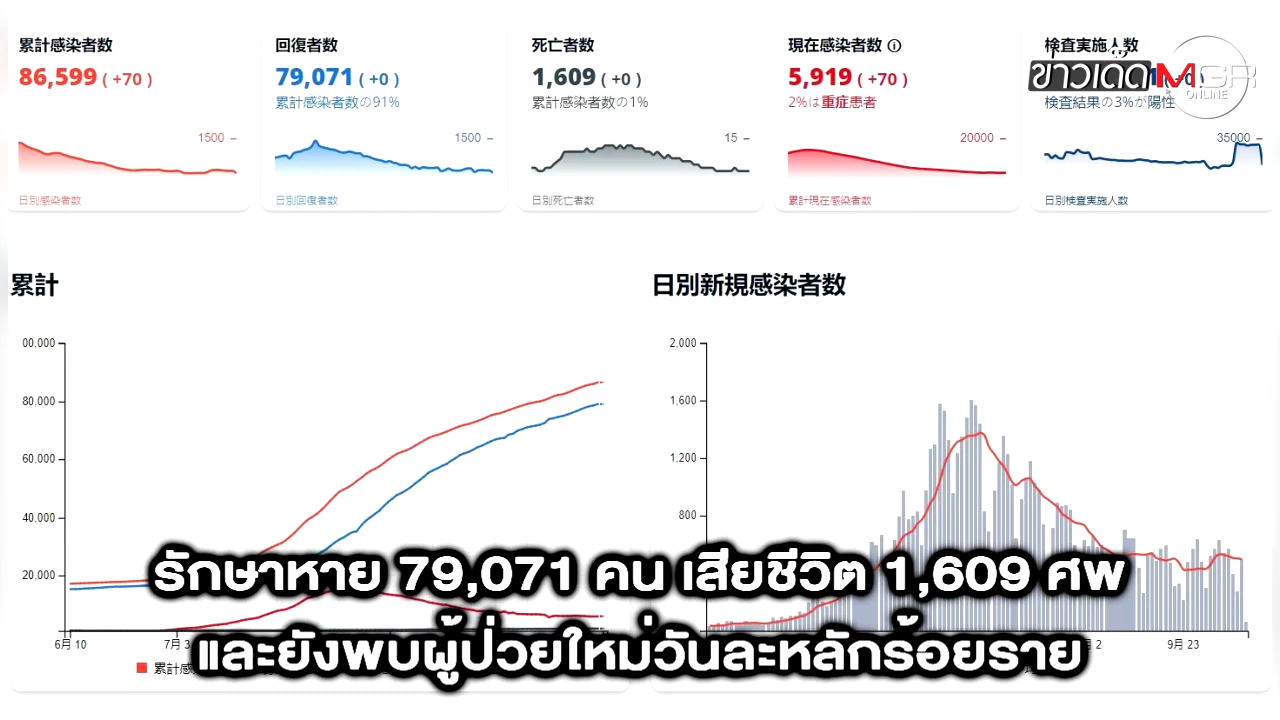 累計感染者数
86,599 ( +70 )
1500
日別感染者数
回復者数
79,071 ( +0 )
累計感染者数の91%
1500
日別回復者数
死亡者数
1,609 ( +0 )
累計感染者数の1%
15
日別死亡者数
現在感染者数
5,919 ( +70 )
2%は重症患者
20000
累計現在感染者数
検査実施人数
検査結果の3%が陽性
35000
日別検査実施人数
ข่าวเด็ด MGR
ONLINE
累計
00,000
80,000
60,000
40,000
20,000
6月 10
7月 3
日別新規感染者数
2,000
1,600
1,200
800
9月 23
รักษาหาย 79,071 คน เสียชีวิต 1,609 ศพ
และยังพบผู้ป่วยใหม่วันละหลักร้อยราย